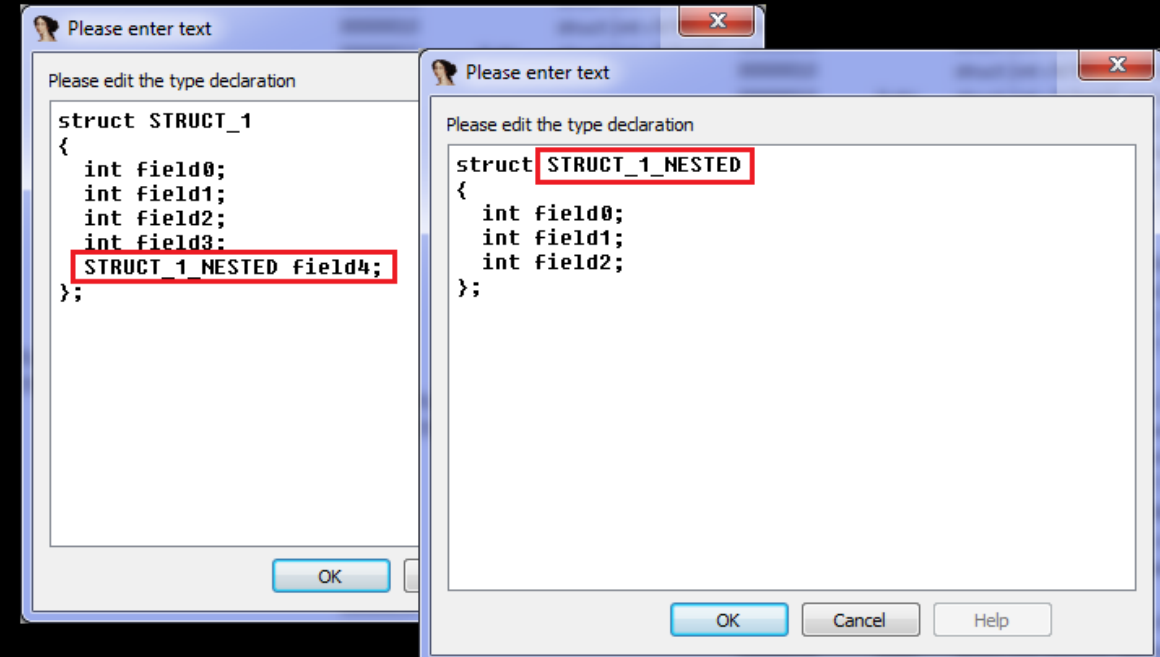 Please enter text
Please edit the type declaration
struct STRUCT_1
{
int field0;
int field1;
int field2;
int field3;
STRUCT_1_NESTED field4;
};
OK
Please enter text
Please edit the type declaration
struct STRUCT_1_NESTED
{
int field0;
int field1;
int field2;
};
OK Cancel Help